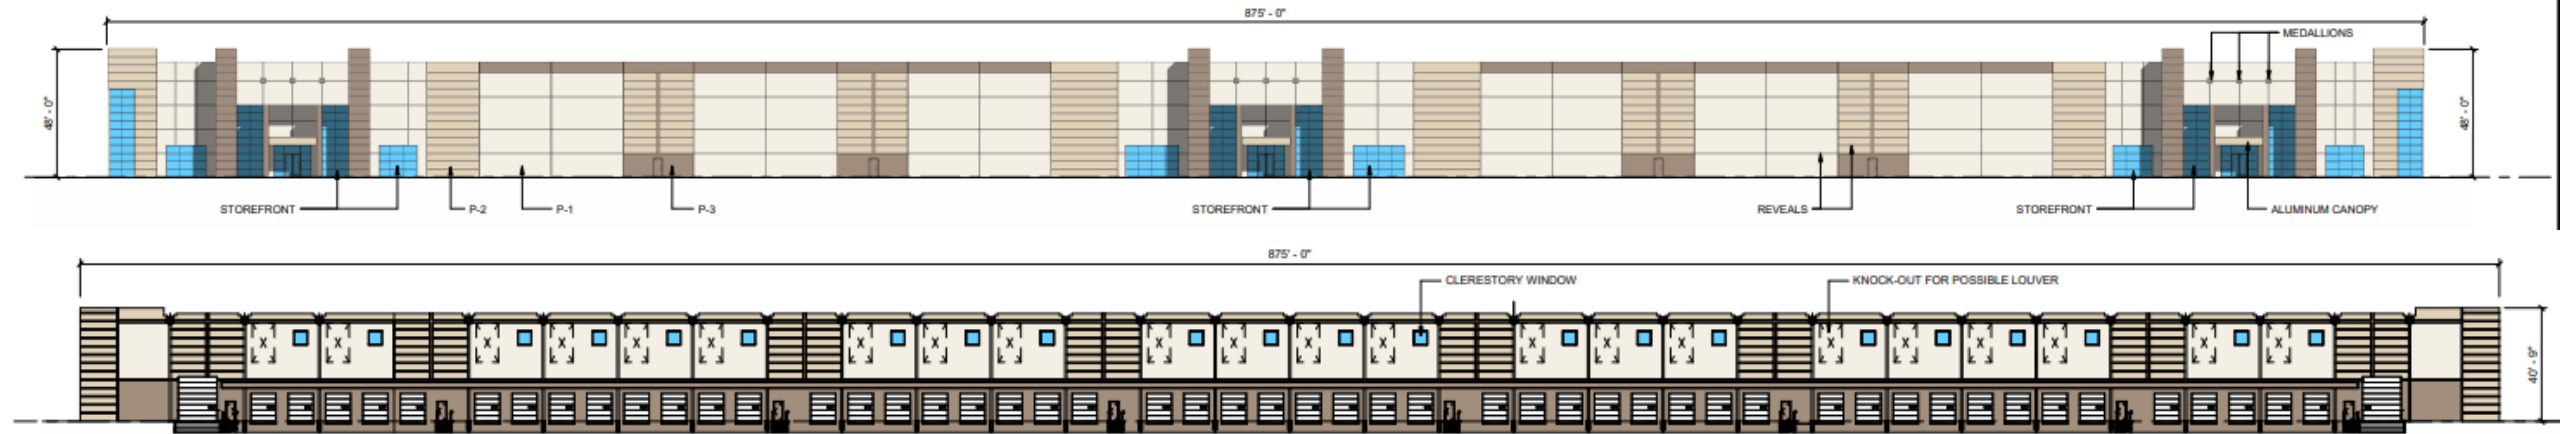 875' - 0"
MEDALLIONS
48' - 0"
48' - 0"
STOREFRONT
P-2
P-1
P-3
STOREFRONT
REVEALS
STOREFRONT
ALUMINUM CANOPY
875' - 0"
CLERESTORY WINDOW
KNOCK-OUT FOR POSSIBLE LOUVER
X X X X X X X X X X X X X X X X X X X X X X
40' - 9"